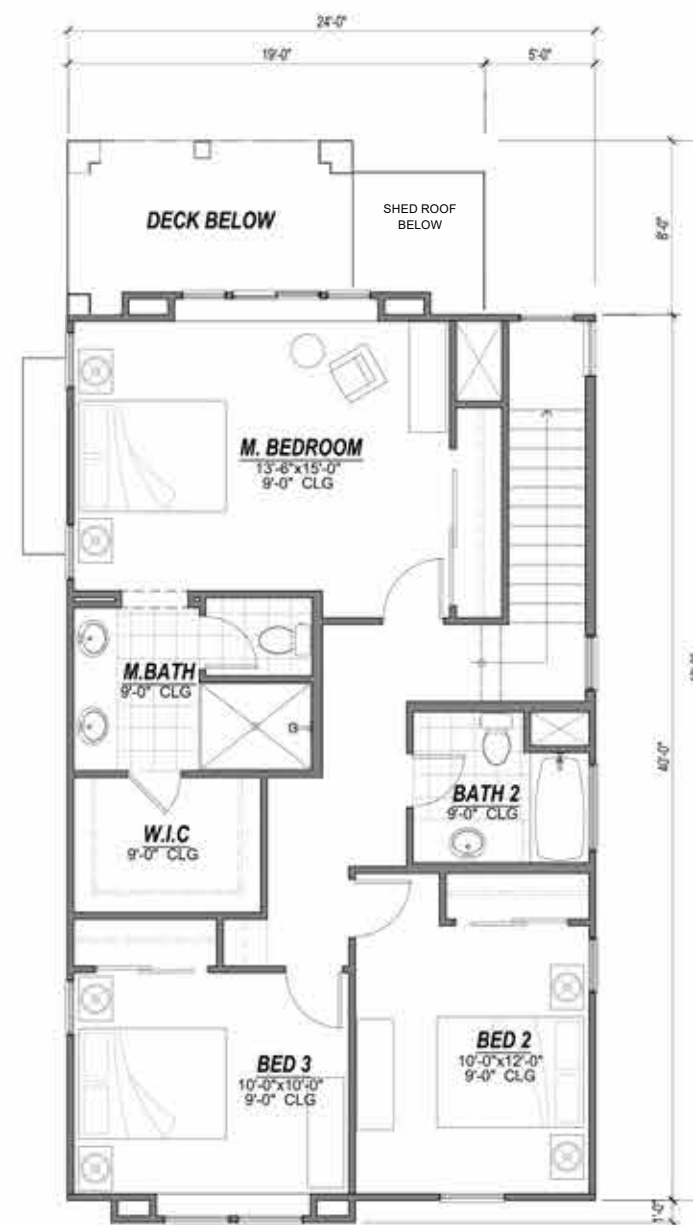 24'-0"
19'-0"
5'-0"
DECK BELOW
SHED ROOF
BELOW
8'-0"
M. BEDROOM
13'-6"x15'-0"
9'-0" CLG
M.BATH
9'-0" CLG
40'-0"
BATH 2
9'-0" CLG
W.I.C
9'-0" CLG
BED 3
10'-0"x10'-0"
9'-0" CLG
BED 2
10'-0"x12'-0"
9'-0" CLG
1'-0"